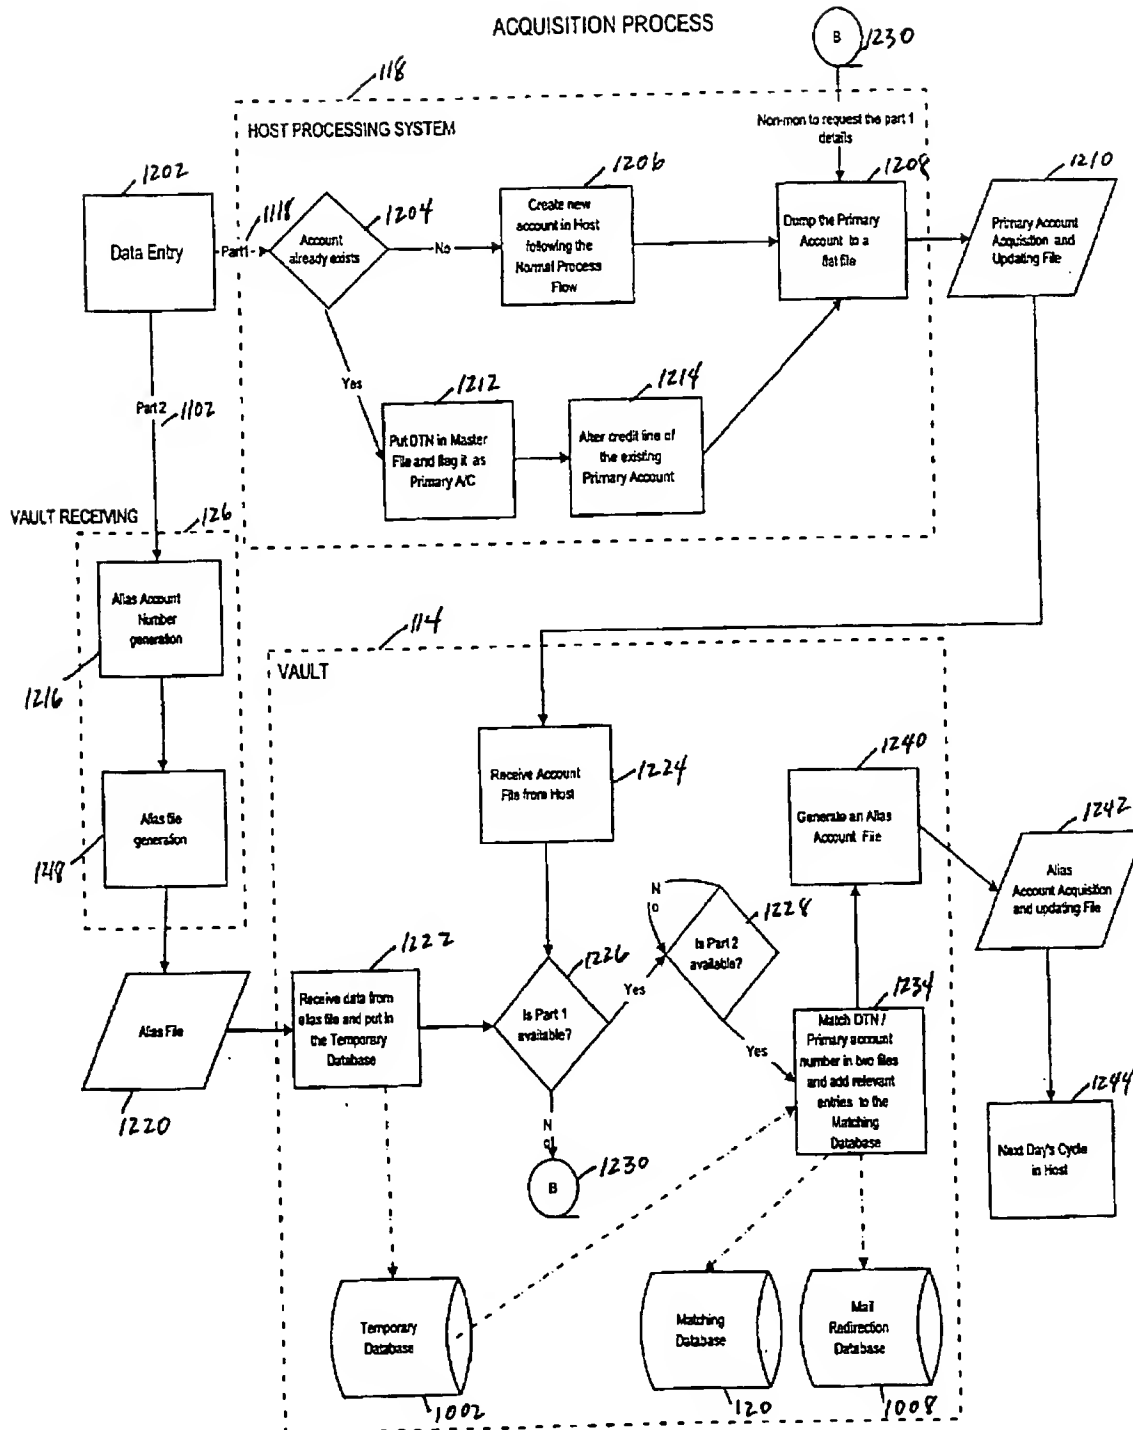 ACQUISITION PROCESS
B
1230
118
HOST PROCESSING SYSTEM
Non-mon to request the part 1
details
1202
Data Entry
Part1
1118
1204
Account
already exists
No
1206
Create new
account in Host
following the
Normal Process
Flow
1208
Dump the Primary
Account to a
flat file
1210
Primary Account
Acquisition and
Updating File
Yes
1212
Put DTN in Master
File and flag it as
Primary A/C
1214
Alter credit line of
the existing
Primary Account
Part2
1102
VAULT RECEIVING
126
Alias Account
Number
generation
1216
Alias file
generation
1218
Alias File
1220
114
VAULT
Receive Account
File from Host
1224
1222
Receive data from
alias file and put in
the Temporary
Database
1226
Is Part 1
available?
Yes
N
o
1228
Is Part 2
available?
Yes
N
o
B
1230
1240
Generate an Alias
Account File
1234
Match DTN /
Primary account
number in two files
and add relevant
entries to the
Matching
Database
1242
Alias
Account Acquisition
and updating File
1244
Next Day's Cycle
in Host
Temporary
Database
1002
Matching
Database
120
Mail
Redirection
Database
1008